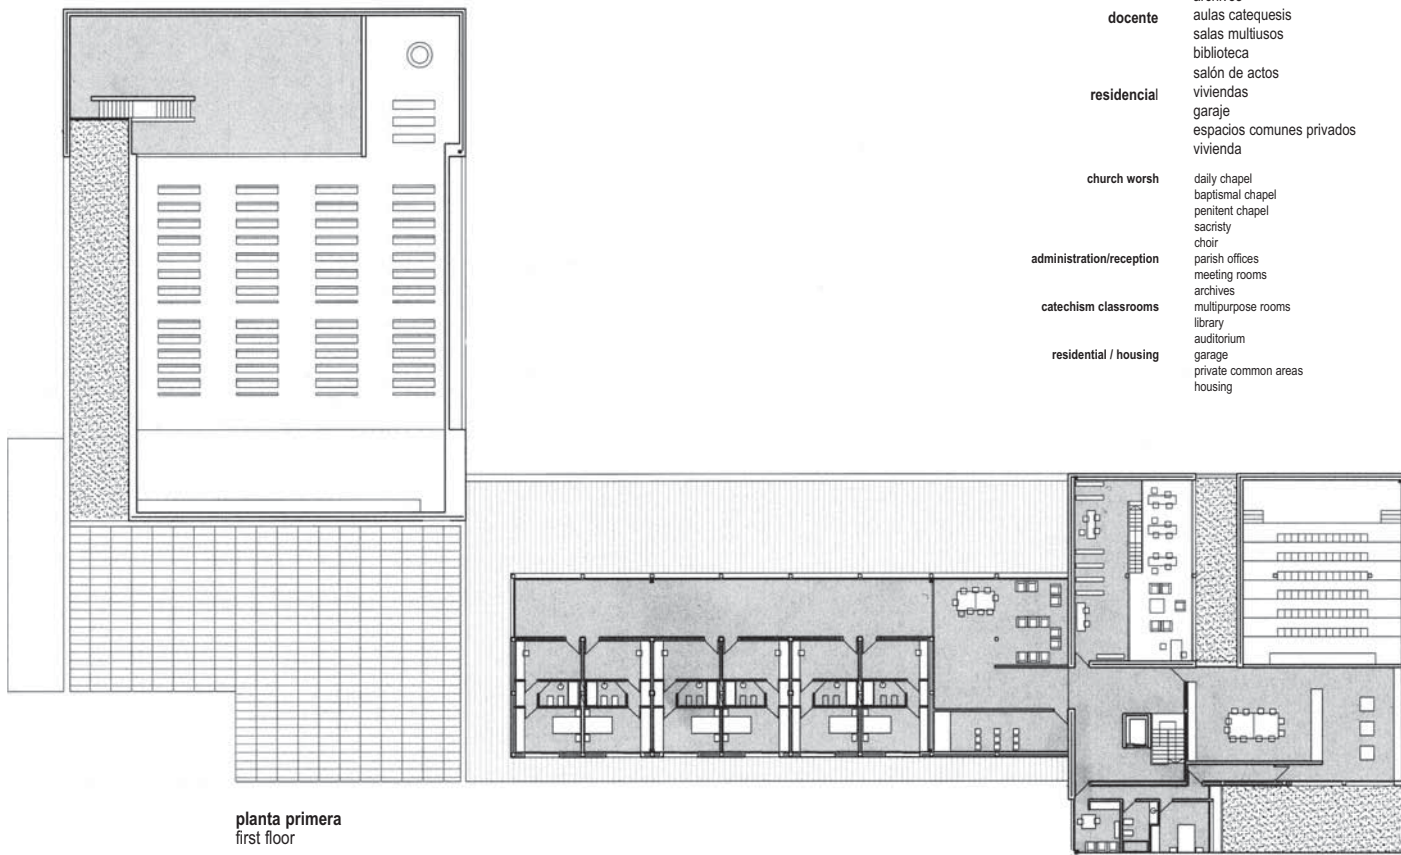 archivos
docente aulas catequesis
salas multiusos
biblioteca
salón de actos
residencial viviendas
garaje
espacios comunes privados
vivienda
church worsh daily chapel
baptismal chapel
penitent chapel
sacristy
choir
administration/reception parish offices
meeting rooms
archives
catechism classrooms multipurpose rooms
library
auditorium
residential / housing garage
private common areas
housing
planta primera
first floor